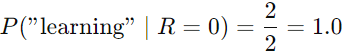 P("learning" | R = 0) = 2/2 = 1.0